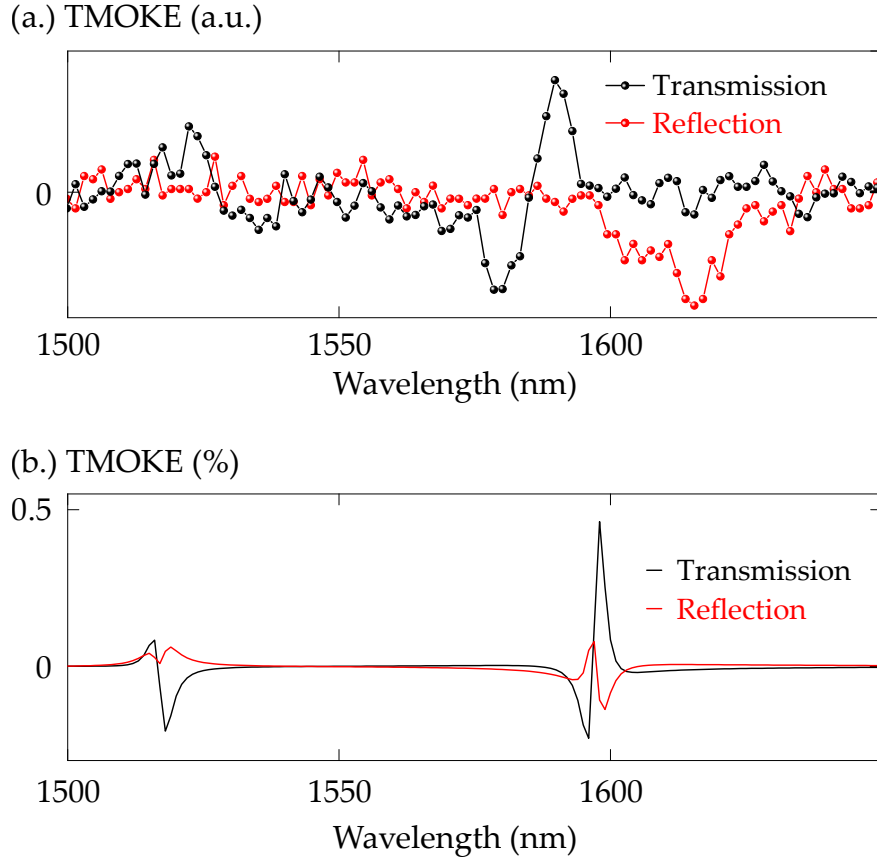 (a.) TMOKE (a.u.)
Transmission
Reflection
0
1500 1550 1600
Wavelength (nm)
(b.) TMOKE (%)
0.5
Transmission
Reflection
0
1500 1550 1600
Wavelength (nm)